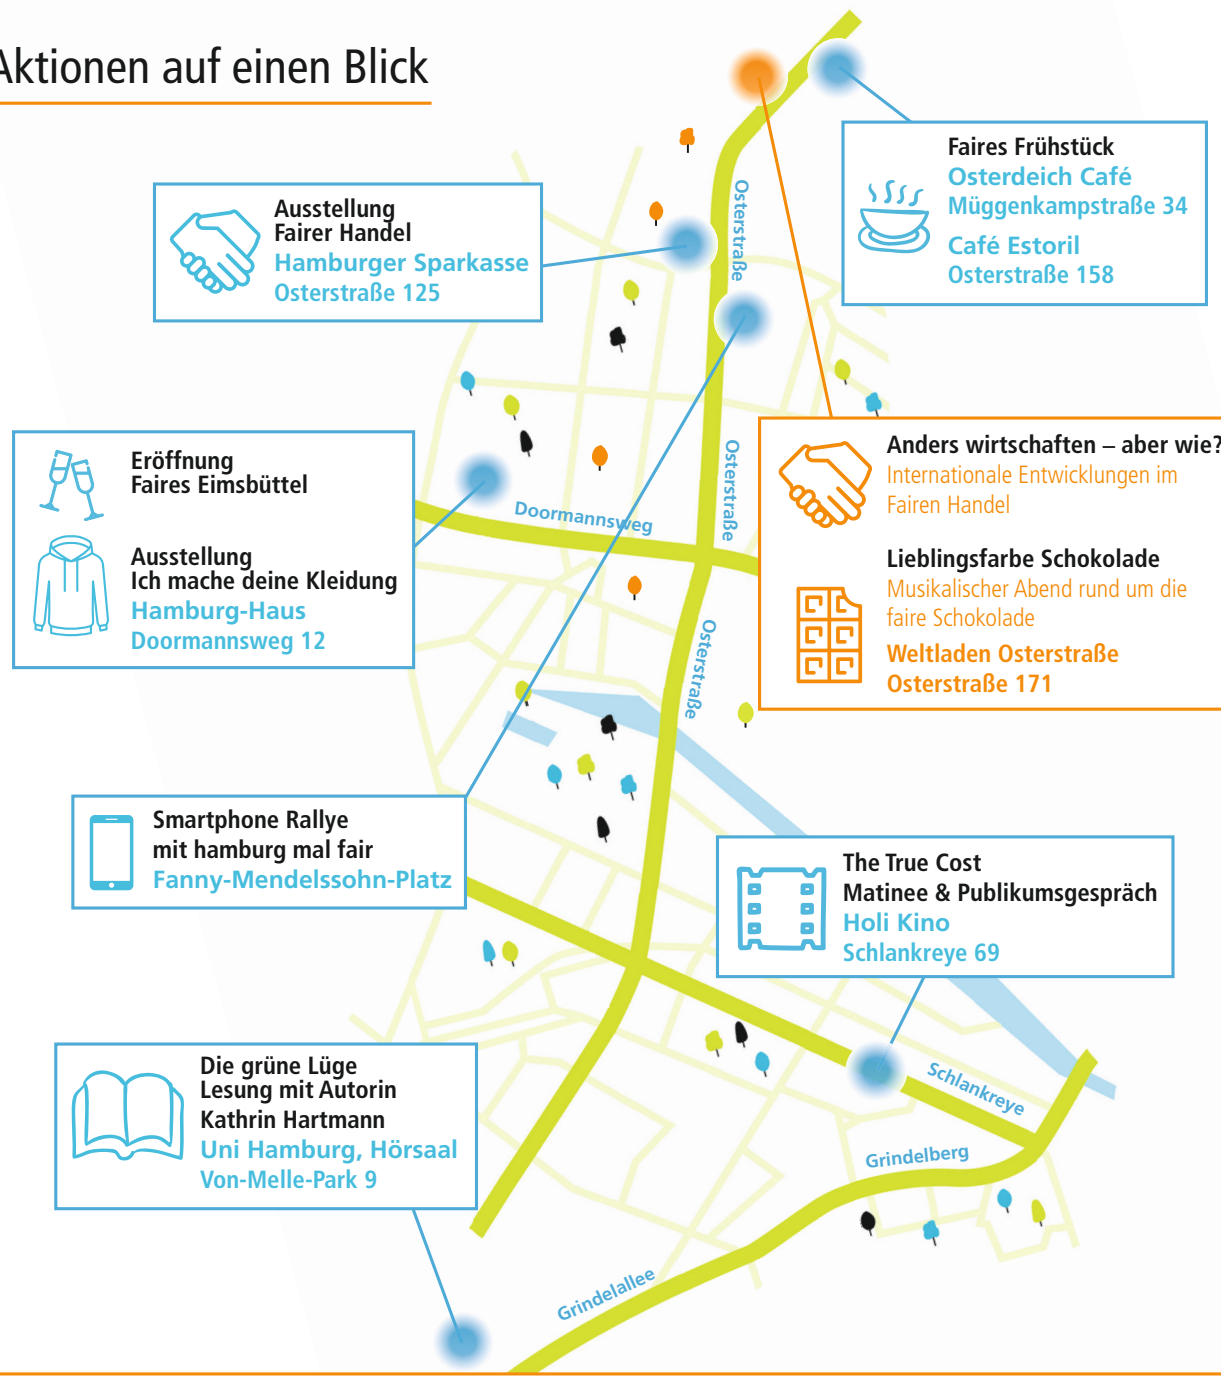 Aktionen auf einen Blick
Faires Frühstück
Osterdeich Café
Müggenkampstraße 34
Café Estoril
Osterstraße 158
Ausstellung
Fairer Handel
Hamburger Sparkasse
Osterstraße 125
Osterstraße
Eröffnung
Faires Eimsbüttel
Ausstellung
Ich mache deine Kleidung
Hamburg-Haus
Doormannsweg 12
Doormannsweg
Osterstraße
Anders wirtschaften – aber wie?
Internationale Entwicklungen im
Fairen Handel
Lieblingsfarbe Schokolade
Musikalischer Abend rund um die
faire Schokolade
Weltladen Osterstraße
Osterstraße 171
Osterstraße
Smartphone Rallye
mit hamburg mal fair
Fanny-Mendelssohn-Platz
The True Cost
Matinee & Publikumsgespräch
Holi Kino
Schlankreye 69
Die grüne Lüge
Lesung mit Autorin
Kathrin Hartmann
Uni Hamburg, Hörsaal
Von-Melle-Park 9
Schlankreye
Grindelberg
Grindelallee